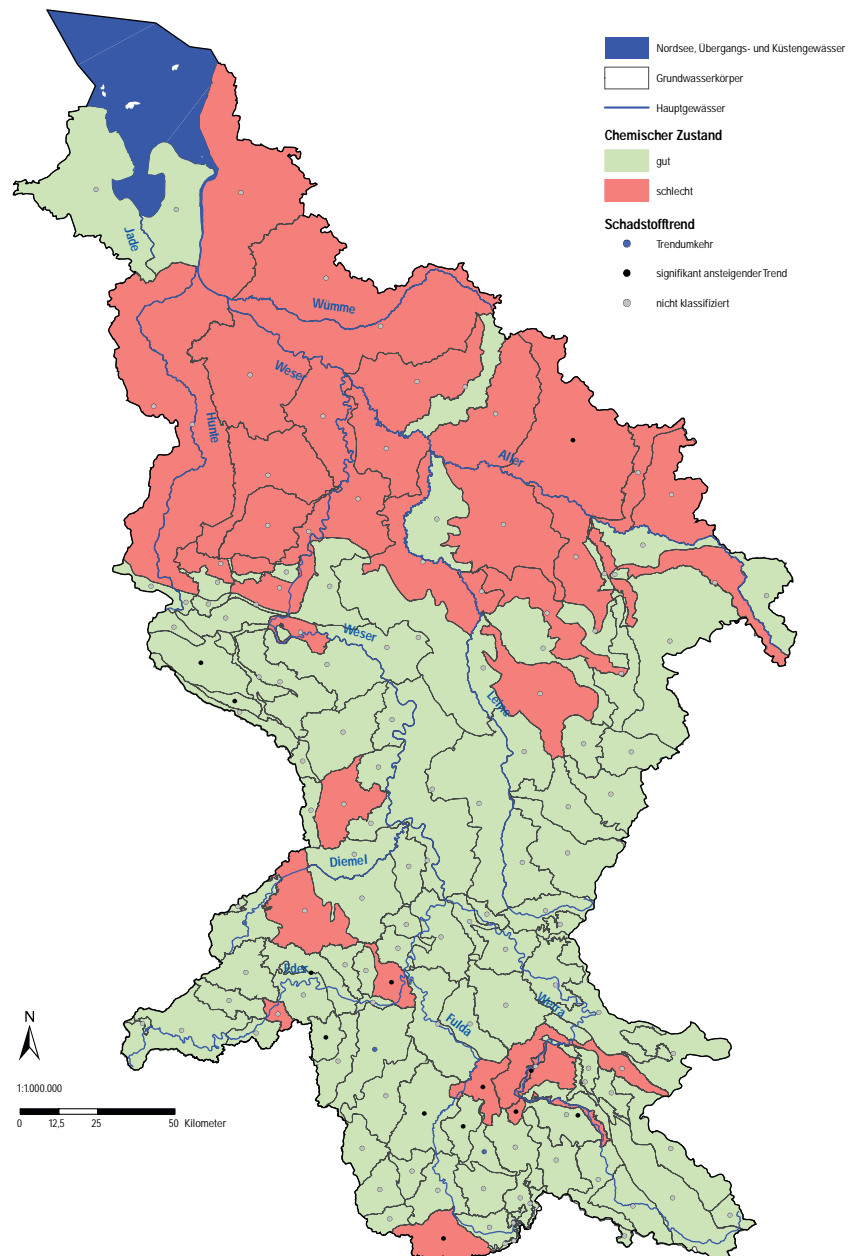 Nordsee, Übergangs- und Küstengewässer
Grundwasserkörper
Hauptgewässer
Chemischer Zustand
gut
schlecht
Schadstofftrend
Trendumkehr
signifikant ansteigender Trend
nicht klassifiziert
Jade
Wümme
Weser
Hunte
Aller
Weser
Leine
Diemel
Eder
Werra
Fulda
N
1:1.000.000
0 12,5 25 50 Kilometer